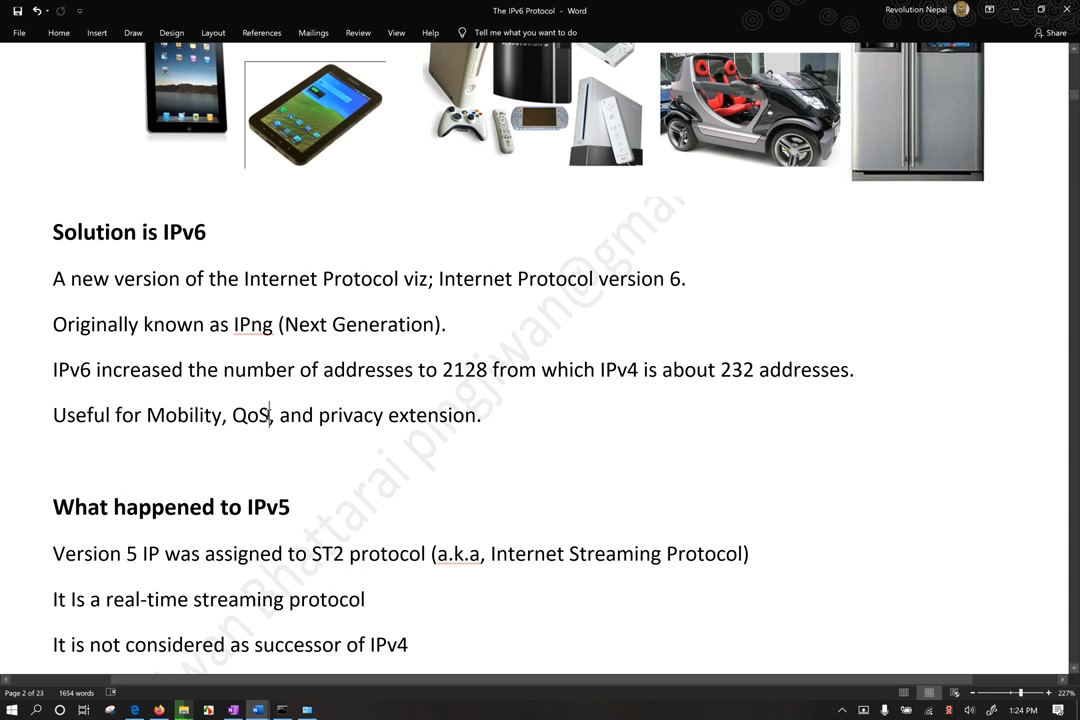 The IPv6 Protocol - Word
Revolution Nepal
File Home Insert Draw Design Layout References Mailings Review View Help Tell me what you want to do Share
Solution is IPv6
A new version of the Internet Protocol viz; Internet Protocol version 6.
Originally known as IPng (Next Generation).
IPv6 increased the number of addresses to 2128 from which IPv4 is about 232 addresses.
Useful for Mobility, QoS, and privacy extension.
What happened to IPv5
Version 5 IP was assigned to ST2 protocol (a.k.a, Internet Streaming Protocol)
It Is a real-time streaming protocol
It is not considered as successor of IPv4
wan Bhattarai pmgjiwan@gmai
Page 2 of 23 1654 words 227%
1:24 PM